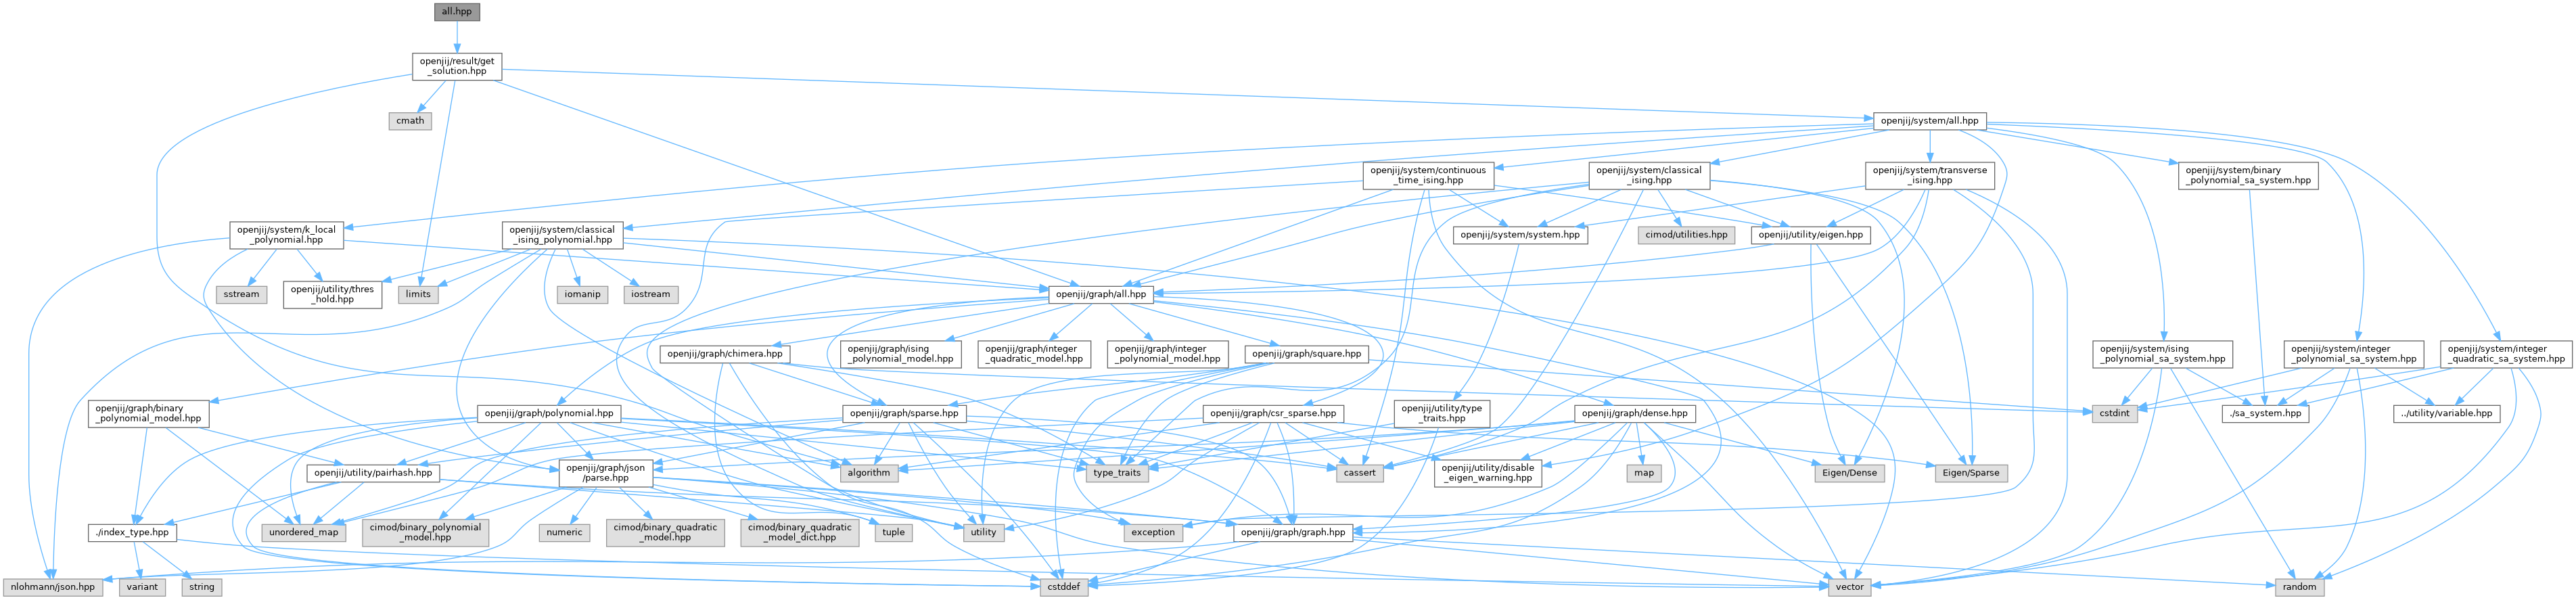 all.hpp
openjij/result/get
_solution.hpp
cmath
openjij/system/all.hpp
openjij/system/continuous
_time_ising.hpp
openjij/system/classical
_ising.hpp
openjij/system/transverse
_ising.hpp
openjij/system/binary
_polynomial_sa_system.hpp
openjij/system/k_local
_polynomial.hpp
openjij/system/classical
_ising_polynomial.hpp
openjij/system/system.hpp
cimod/utilities.hpp
openjij/utility/eigen.hpp
sstream
openjij/utility/thres
_hold.hpp
limits
iomanip
iostream
openjij/graph/all.hpp
openjij/graph/chimera.hpp
openjij/graph/ising
_polynomial_model.hpp
openjij/graph/integer
_quadratic_model.hpp
openjij/graph/integer
_polynomial_model.hpp
openjij/graph/square.hpp
openjij/system/ising
_polynomial_sa_system.hpp
openjij/system/integer
_polynomial_sa_system.hpp
openjij/system/integer
_quadratic_sa_system.hpp
openjij/graph/binary
_polynomial_model.hpp
openjij/graph/polynomial.hpp
openjij/graph/sparse.hpp
openjij/graph/csr_sparse.hpp
openjij/utility/type
_traits.hpp
openjij/graph/dense.hpp
cstdint
./sa_system.hpp
../utility/variable.hpp
openjij/utility/pairhash.hpp
openjij/graph/json
/parse.hpp
algorithm
type_traits
cassert
openjij/utility/disable
_eigen_warning.hpp
map
Eigen/Dense
Eigen/Sparse
./index_type.hpp
unordered_map
cimod/binary_polynomial
_model.hpp
numeric
cimod/binary_quadratic
_model.hpp
cimod/binary_quadratic
_model_dict.hpp
tuple
utility
exception
openjij/graph/graph.hpp
nlohmann/json.hpp
variant
string
cstddef
vector
random